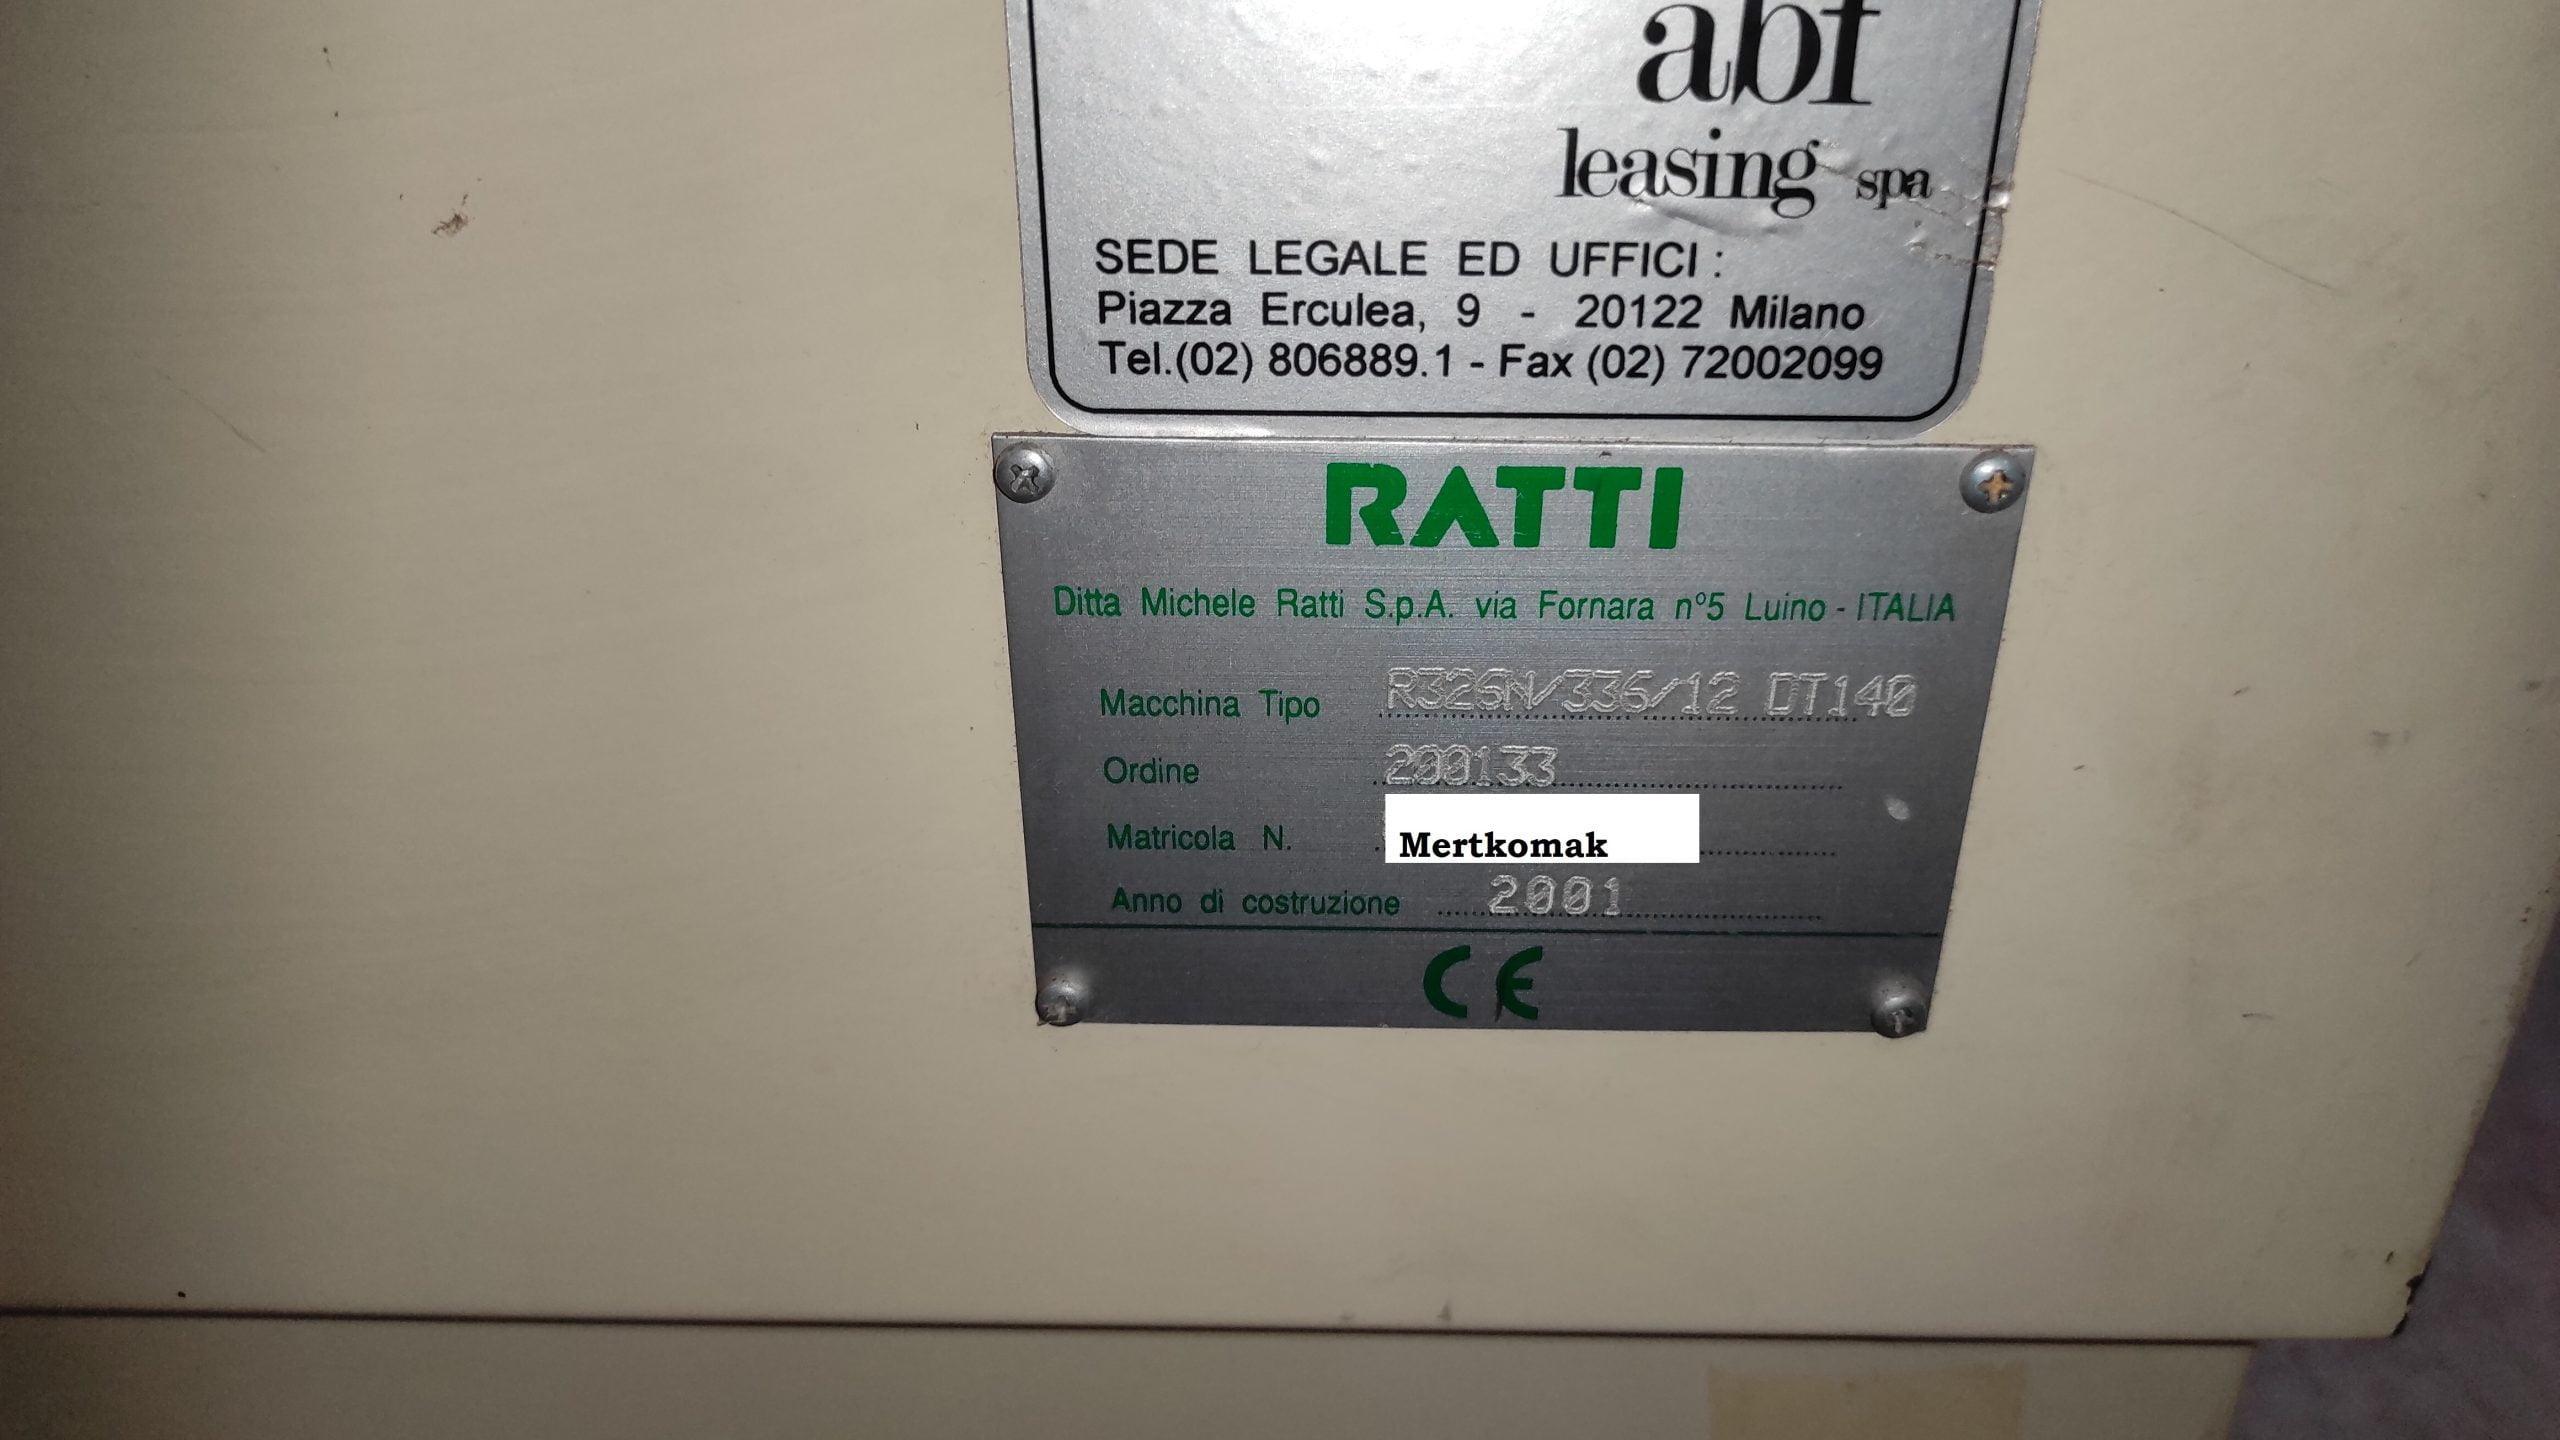 abf
leasing spa
SEDE LEGALE ED UFFICI :
Piazza Erculea, 9 - 20122 Milano
Tel.(02) 806889.1 - Fax (02) 72002099
RATTI
Ditta Michele Ratti S.p.A. via Fornara n°5 Luino - ITALIA
Macchina Tipo R326N/336/12 DT140
Ordine 200133
Matricola N. Mertkomak
Anno di costruzione 2001
CE